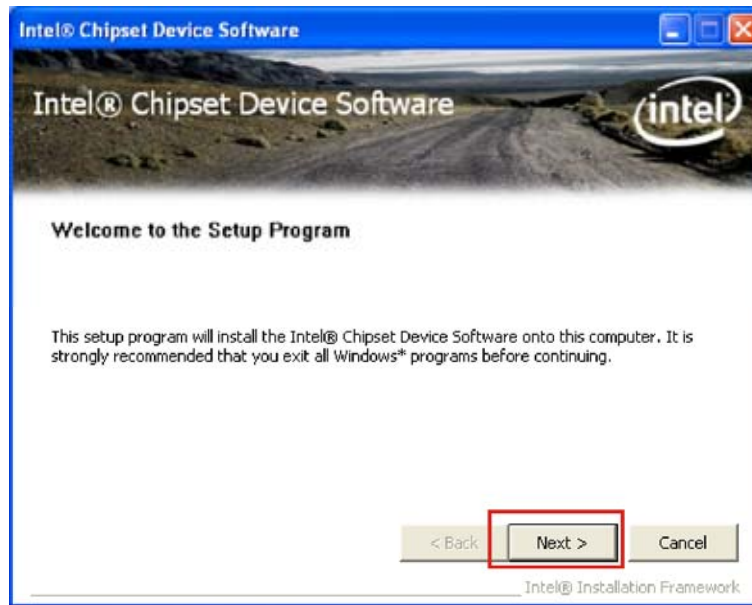 Intel® Chipset Device Software
Intel® Chipset Device Software
intel
Welcome to the Setup Program
This setup program will install the Intel® Chipset Device Software onto this computer. It is
strongly recommended that you exit all Windows* programs before continuing.
< Back
Next >
Cancel
Intel® Installation Framework